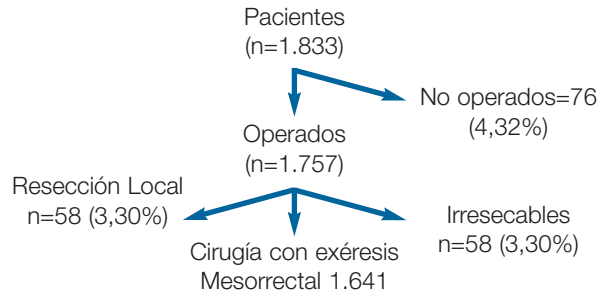 Pacientes
(n=1.833)
No operados=76
(4,32%)
Operados
(n=1.757)
Resección Local
n=58 (3,30%)
Cirugía con exéresis
Mesorrectal 1.641
Irresecables
n=58 (3,30%)